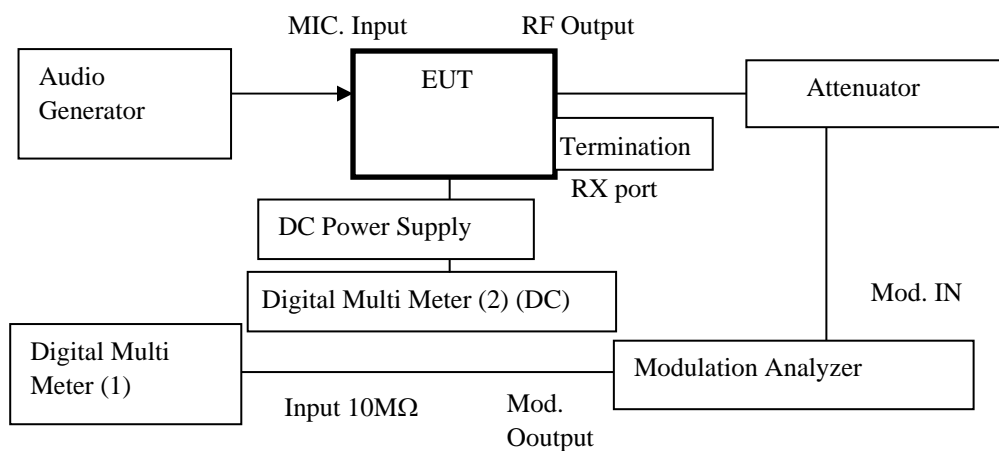 MIC. Input
RF Output
Audio
Generator
EUT
Attenuator
Termination
RX port
DC Power Supply
Digital Multi Meter (2) (DC)
Mod. IN
Digital Multi
Meter (1)
Modulation Analyzer
Input 10MΩ
Mod.
Ooutput